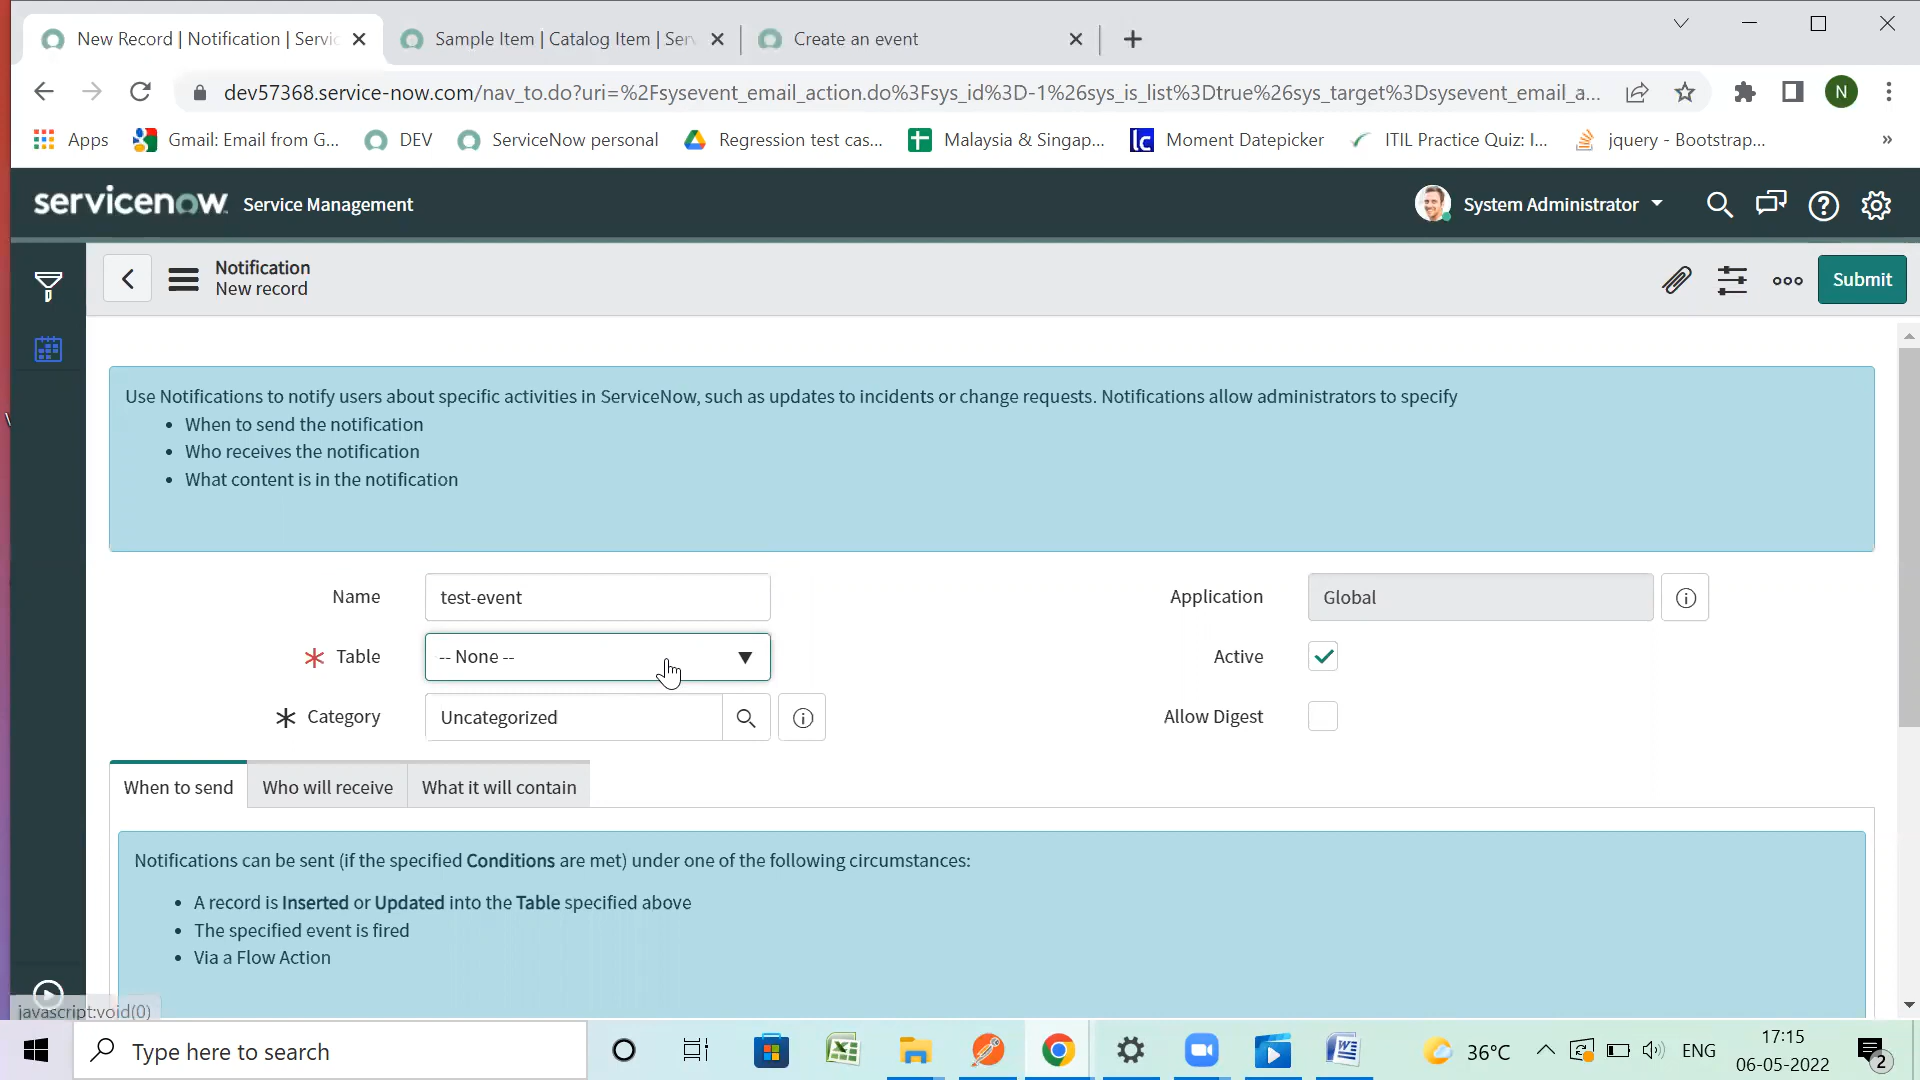 New Record | Notification | Servic
Sample Item | Catalog Item | Ser
Create an event
dev57368.service-now.com/nav_to.do?uri=%2Fsysevent_email_action.do%3Fsys_id%3D-1%26sys_is_list%3Dtrue%26sys_target%3Dsysevent_email_a...
N
Apps
Gmail: Email from G...
DEV
ServiceNow personal
Regression test cas...
Malaysia & Singap...
lc Moment Datepicker
ITIL Practice Quiz: I...
jquery - Bootstrap...
»
servicenow Service Management
System Administrator
Notification
New record
Submit
Use Notifications to notify users about specific activities in ServiceNow, such as updates to incidents or change requests. Notifications allow administrators to specify
• When to send the notification
• Who receives the notification
• What content is in the notification
Name test-event
Application Global
Table -- None --
Active
Category Uncategorized
Allow Digest
When to send
Who will receive
What it will contain
Notifications can be sent (if the specified Conditions are met) under one of the following circumstances:
• A record is Inserted or Updated into the Table specified above
• The specified event is fired
• Via a Flow Action
javascript:void(0)
Type here to search
36°C
ENG
17:15
06-05-2022
2